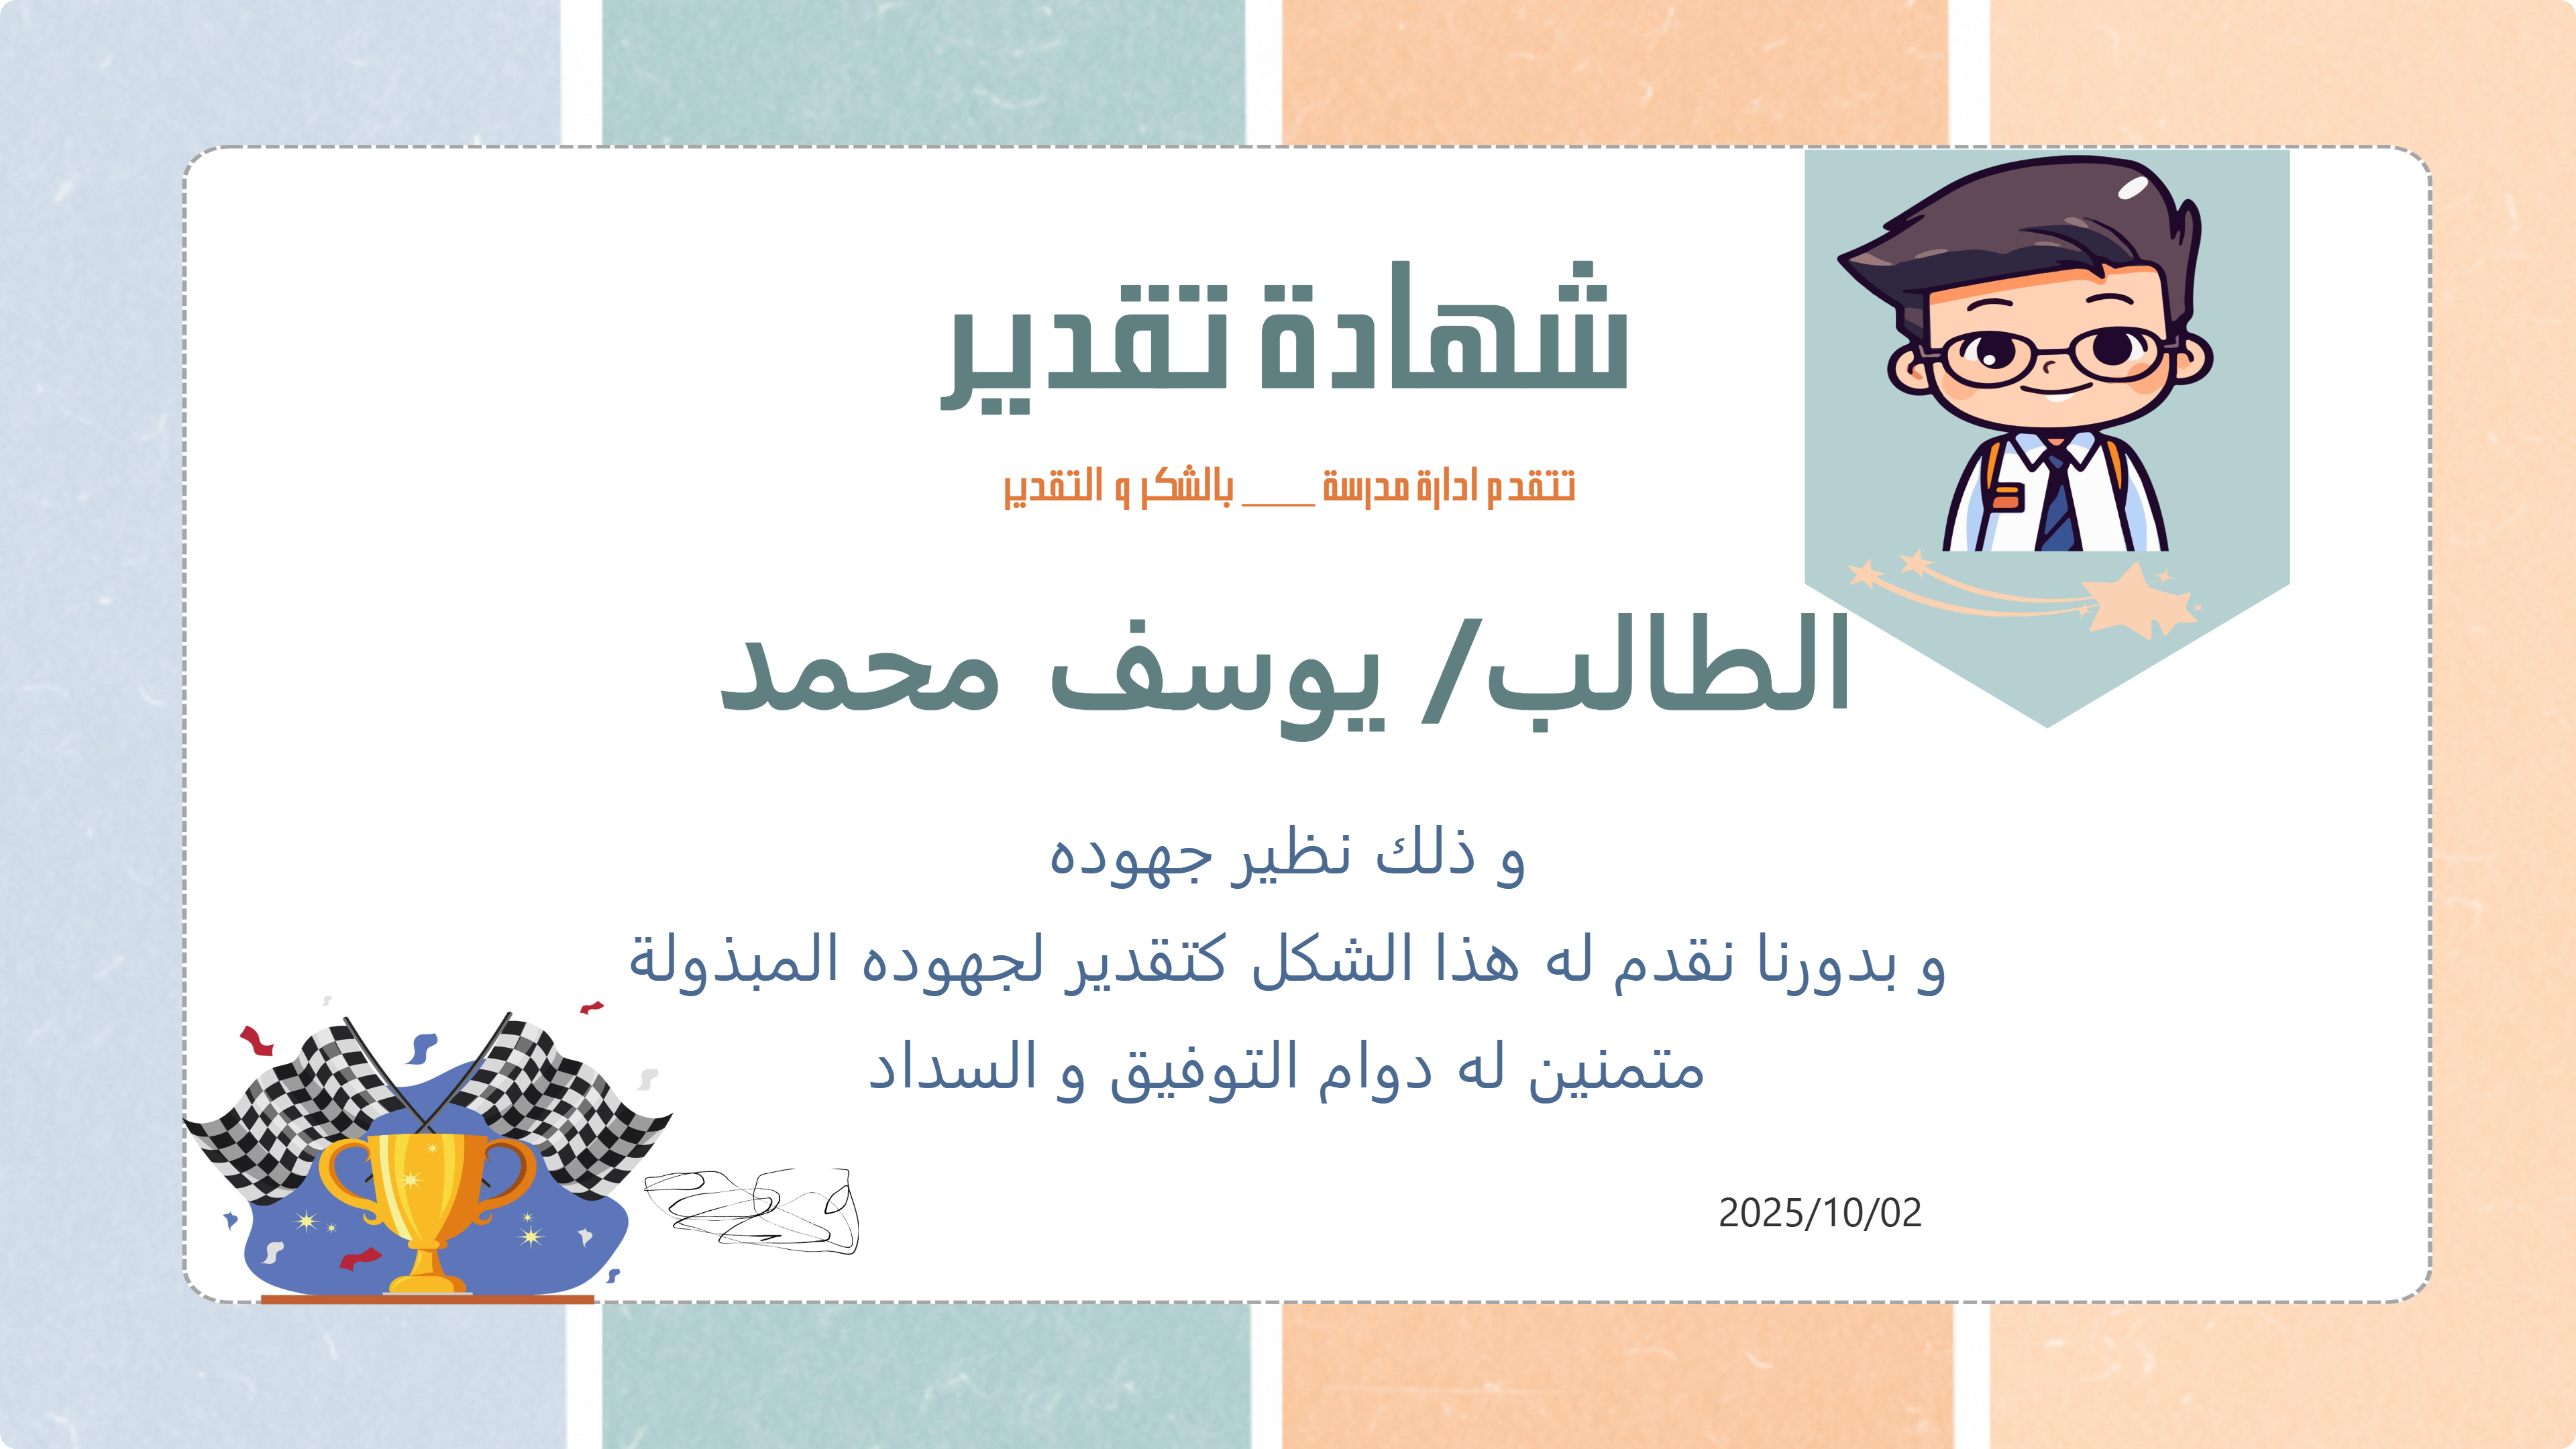 شهادة تقدير
تتقدم ادارة مدرسة ____ بالشكر و التقدير
الطالب/ يوسف محمد
و ذلك نظير جهوده
و بدورنا نقدم له هذا الشكل كتقدير لجهوده المبذولة
متمنين له دوام التوفيق و السداد
2025/10/02